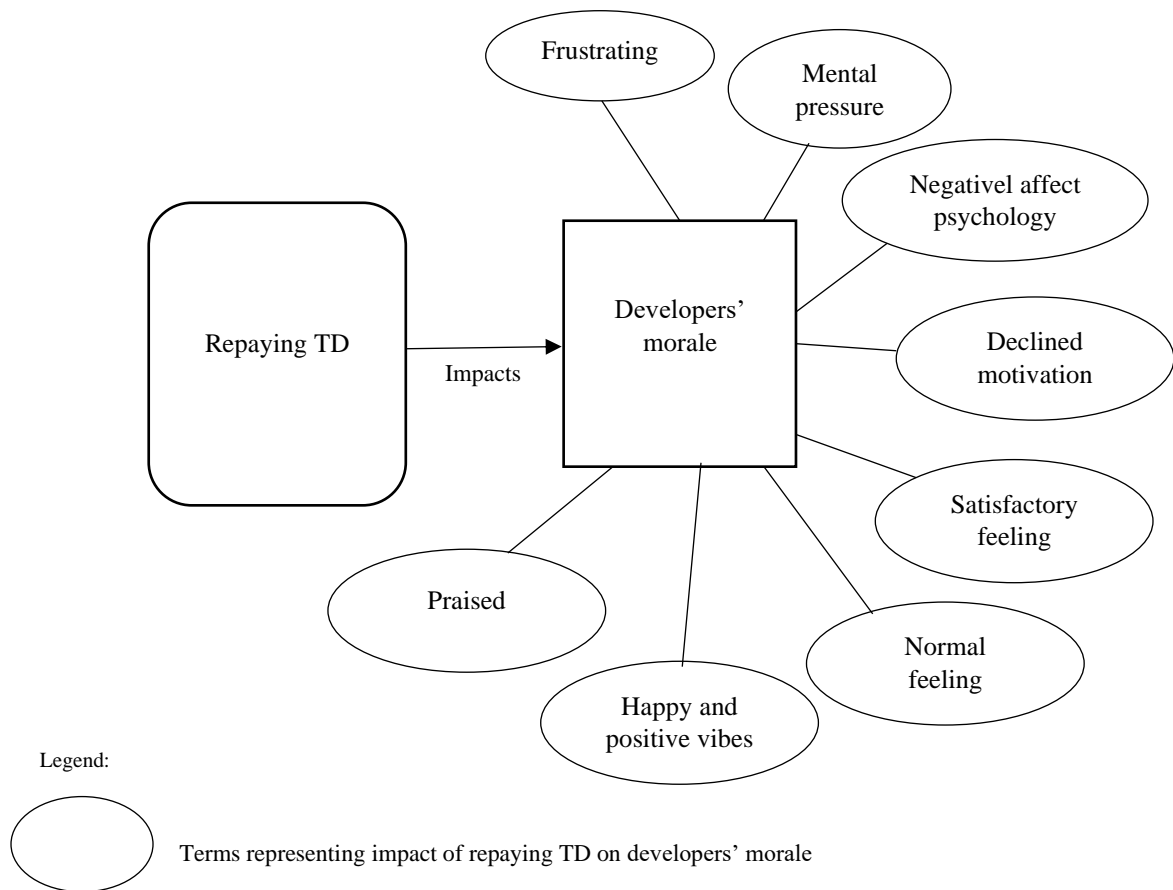 Frustrating
Mental
pressure
Negativel affect
psychology
Repaying TD
Impacts
Developers’
morale
Declined
motivation
Satisfactory
feeling
Praised
Normal
feeling
Happy and
positive vibes
Legend:
Terms representing impact of repaying TD on developers’ morale